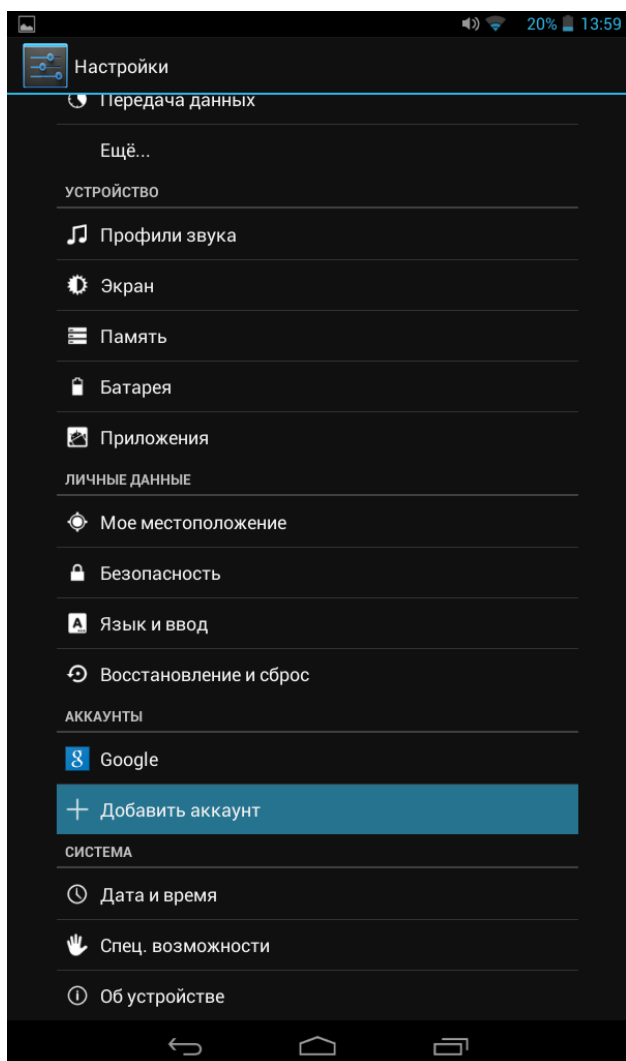 20% 13:59
Настройки
Передача данных
Ещё...
УСТРОЙСТВО
Профили звука
Экран
Память
Батарея
Приложения
ЛИЧНЫЕ ДАННЫЕ
Мое местоположение
Безопасность
Язык и ввод
Восстановление и сброс
АККАУНТЫ
Google
Добавить аккаунт
СИСТЕМА
Дата и время
Спец. возможности
Об устройстве